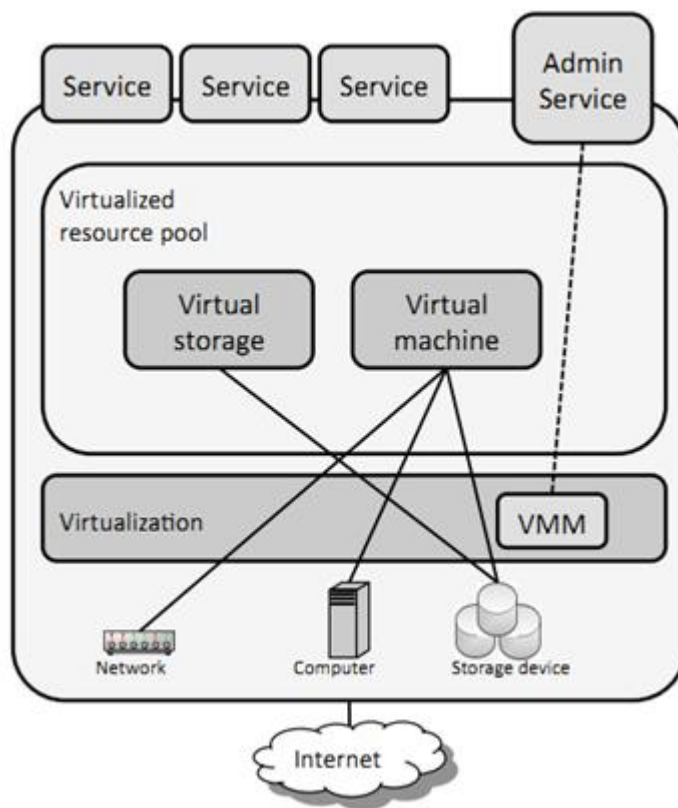 Service
Service
Service
Admin
Service
Virtualized
resource pool
Virtual
storage
Virtual
machine
Virtualization
VMM
Network
Computer
Storage device
Internet